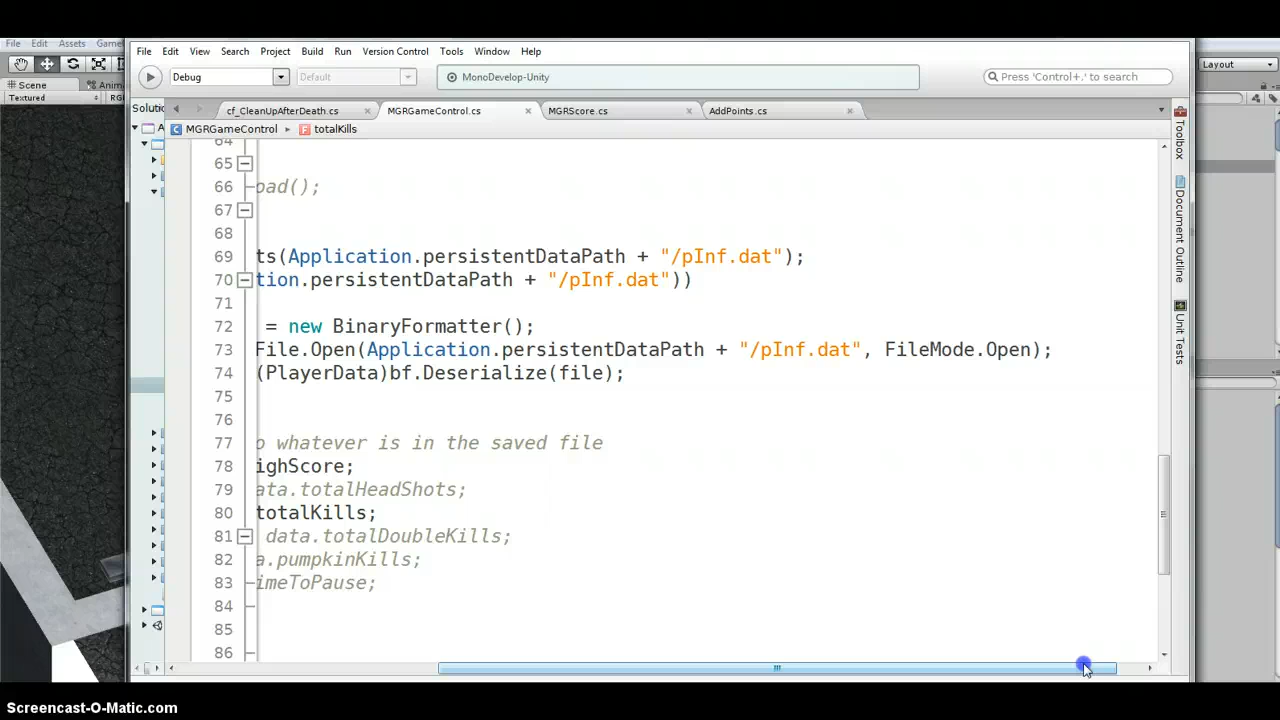 File Edit View Search Project Build Run Version Control Tools Window Help
File Edit Assets
Layout
Debug Default MonoDevelop-Unity Press 'Control+.' to search
Scene
Textured
cf_CleanUpAfterDeath.cs MGRGameControl.cs MGRScore.cs AddPoints.cs
MGRGameControl totalKills
Toolbox
Document Outline
Unit Tests
64
65
66 oad();
67
68
69 ts(Application.persistentDataPath + "/pInf.dat");
70 tion.persistentDataPath + "/pInf.dat"))
71
72 = new BinaryFormatter();
73 File.Open(Application.persistentDataPath + "/pInf.dat", FileMode.Open);
74 (PlayerData)bf.Deserialize(file);
75
76
77 o whatever is in the saved file
78 ighScore;
79 ata.totalHeadShots;
80 totalKills;
81 data.totalDoubleKills;
82 a.pumpkinKills;
83 imeToPause;
84
85
86
Screencast-O-Matic.com